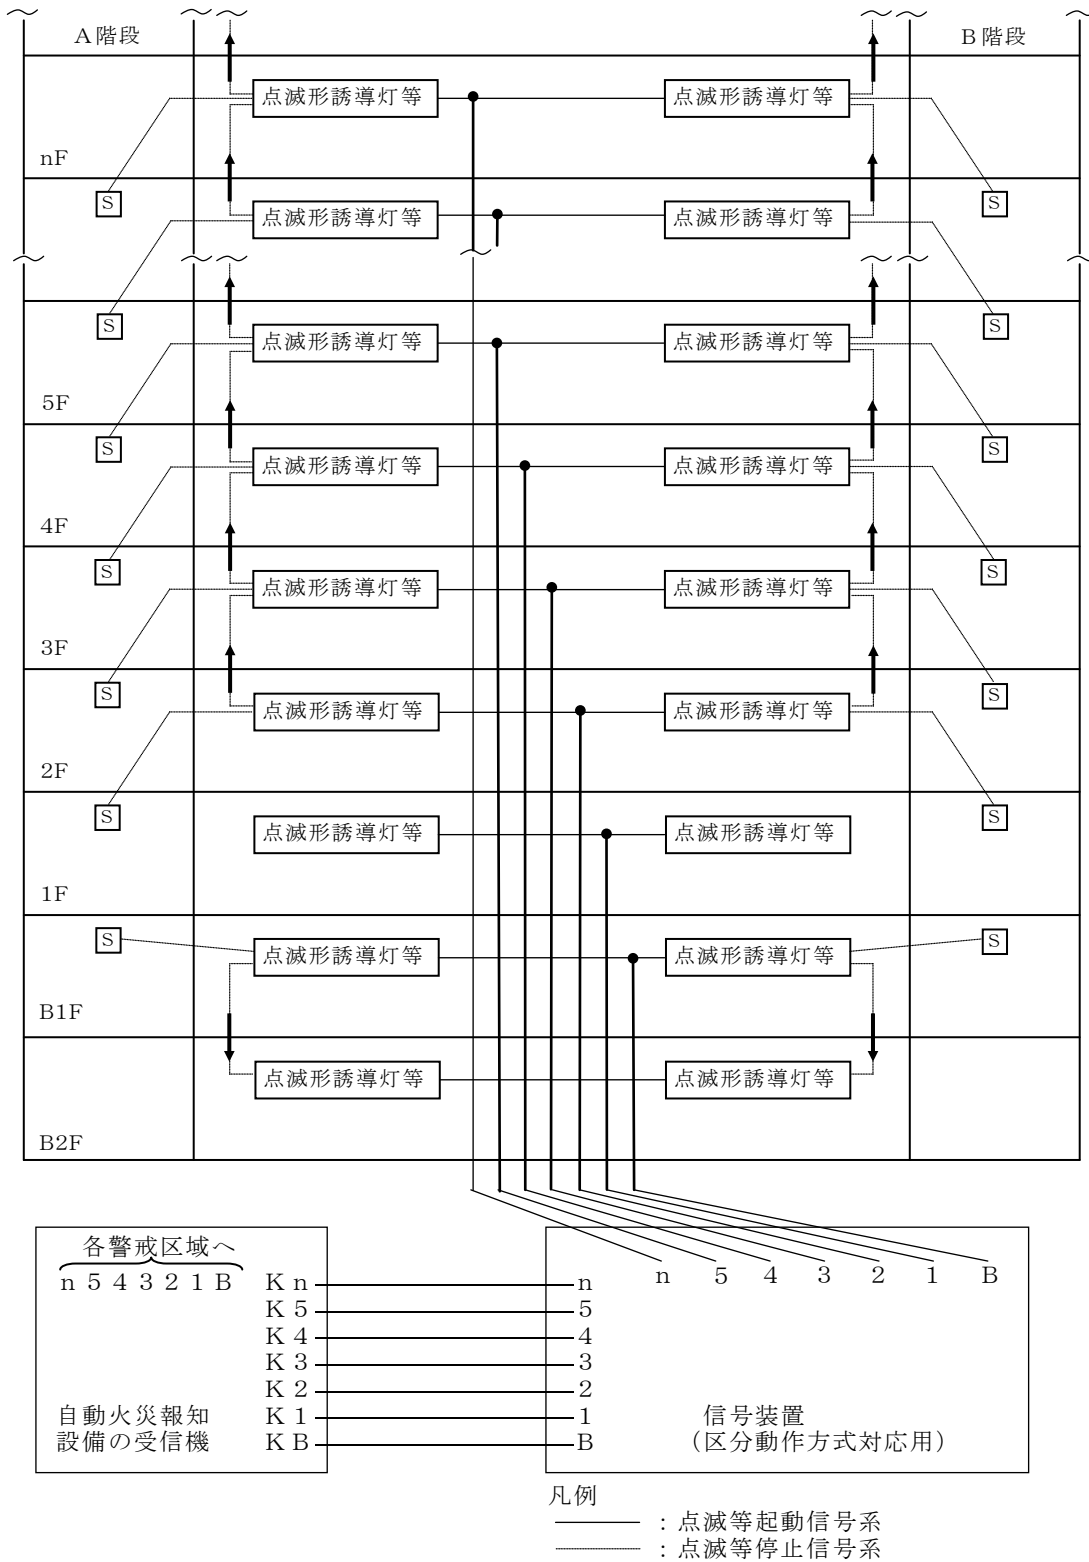 A階段 B階段
点滅形誘導灯等 点滅形誘導灯等
nF
S S
点滅形誘導灯等 点滅形誘導灯等
S S
点滅形誘導灯等 点滅形誘導灯等
5F
S S
点滅形誘導灯等 点滅形誘導灯等
4F
S S
点滅形誘導灯等 点滅形誘導灯等
3F
S S
点滅形誘導灯等 点滅形誘導灯等
2F
S S
点滅形誘導灯等 点滅形誘導灯等
1F
S S
点滅形誘導灯等 点滅形誘導灯等
B1F
点滅形誘導灯等 点滅形誘導灯等
B2F
各警戒区域へ
n 5 4 3 2 1 B
K n
K 5
K 4
K 3
K 2
K 1
K B
自動火災報知
設備の受信機
n 5 4 3 2 1 B
n
5
4
3
2
1
B
信号装置
(区分動作方式対応用)
凡例
:点滅等起動信号系
:点滅等停止信号系